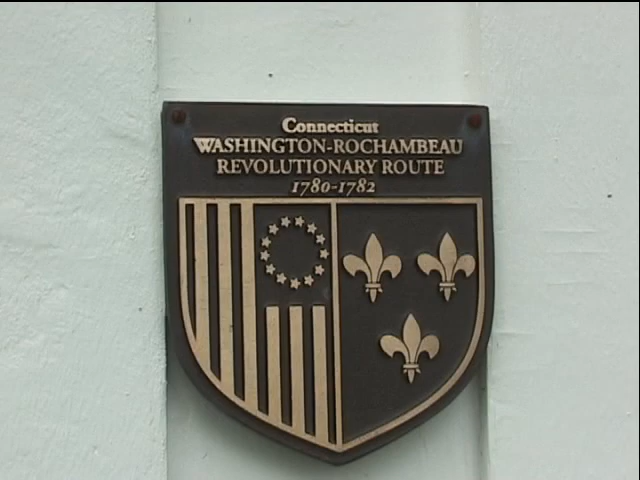 Connecticut
WASHINGTON-ROCHAMBEAU
REVOLUTIONARY ROUTE
1780-1782